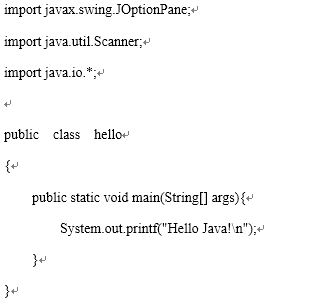 import javax.swing.JOptionPane;
import java.util.Scanner;
import java.io.*;

public    class    hello
{
        public static void main(String[] args){
                System.out.printf("Hello Java!\n");
        }
}